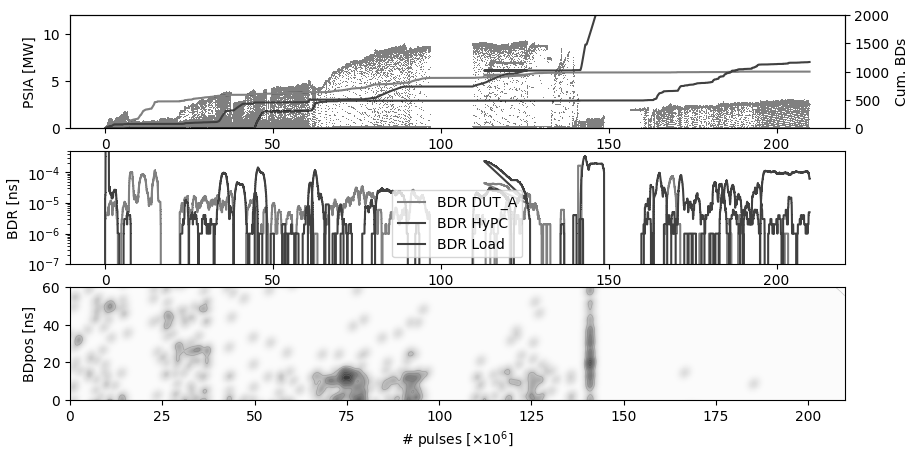 10
5
0
PSIA [MW]
2000
1500
1000
500
0
Cum. BDs
0 50 100 150 200
10⁻⁴
10⁻⁵
10⁻⁶
10⁻⁷
BDR [ns]
BDR DUT_A
BDR HyPC
BDR Load
0 50 100 150 200
60
40
20
0
BDpos [ns]
0 25 50 75 100 125 150 175 200
# pulses [×10⁶]